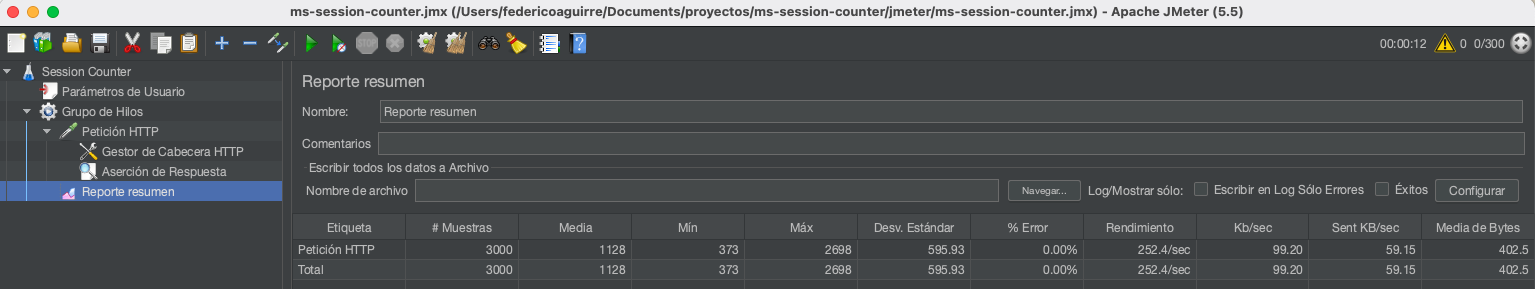 ms-session-counter.jmx (/Users/federicoaguirre/Documents/proyectos/ms-session-counter/jmeter/ms-session-counter.jmx) - Apache JMeter (5.5)
STOP 00:00:12 0 0/300
Session Counter
Parámetros de Usuario
Grupo de Hilos
Petición HTTP
Gestor de Cabecera HTTP
Aserción de Respuesta
Reporte resumen
Reporte resumen
Nombre: Reporte resumen
Comentarios
Escribir todos los datos a Archivo
Nombre de archivo Navegar... Log/Mostrar sólo: Escribir en Log Sólo Errores Éxitos Configurar
Etiqueta # Muestras Media Mín Máx Desv. Estándar % Error Rendimiento Kb/sec Sent KB/sec Media de Bytes
Petición HTTP 3000 1128 373 2698 595.93 0.00% 252.4/sec 99.20 59.15 402.5
Total 3000 1128 373 2698 595.93 0.00% 252.4/sec 99.20 59.15 402.5